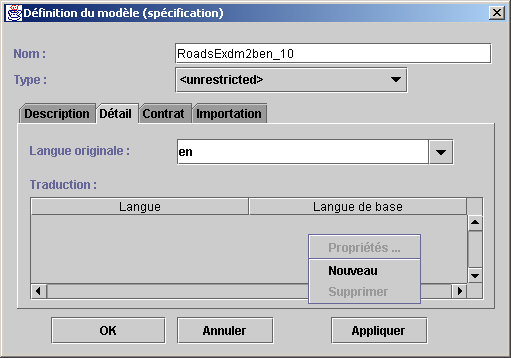 Définition du modèle (spécification)
Nom : RoadsExdm2ben_10
Type : <unrestricted>
Description Détail Contrat Importation
Langue originale : en
Traduction :
Langue Langue de base
Propriétés ...
Nouveau
Supprimer
OK Annuler Appliquer